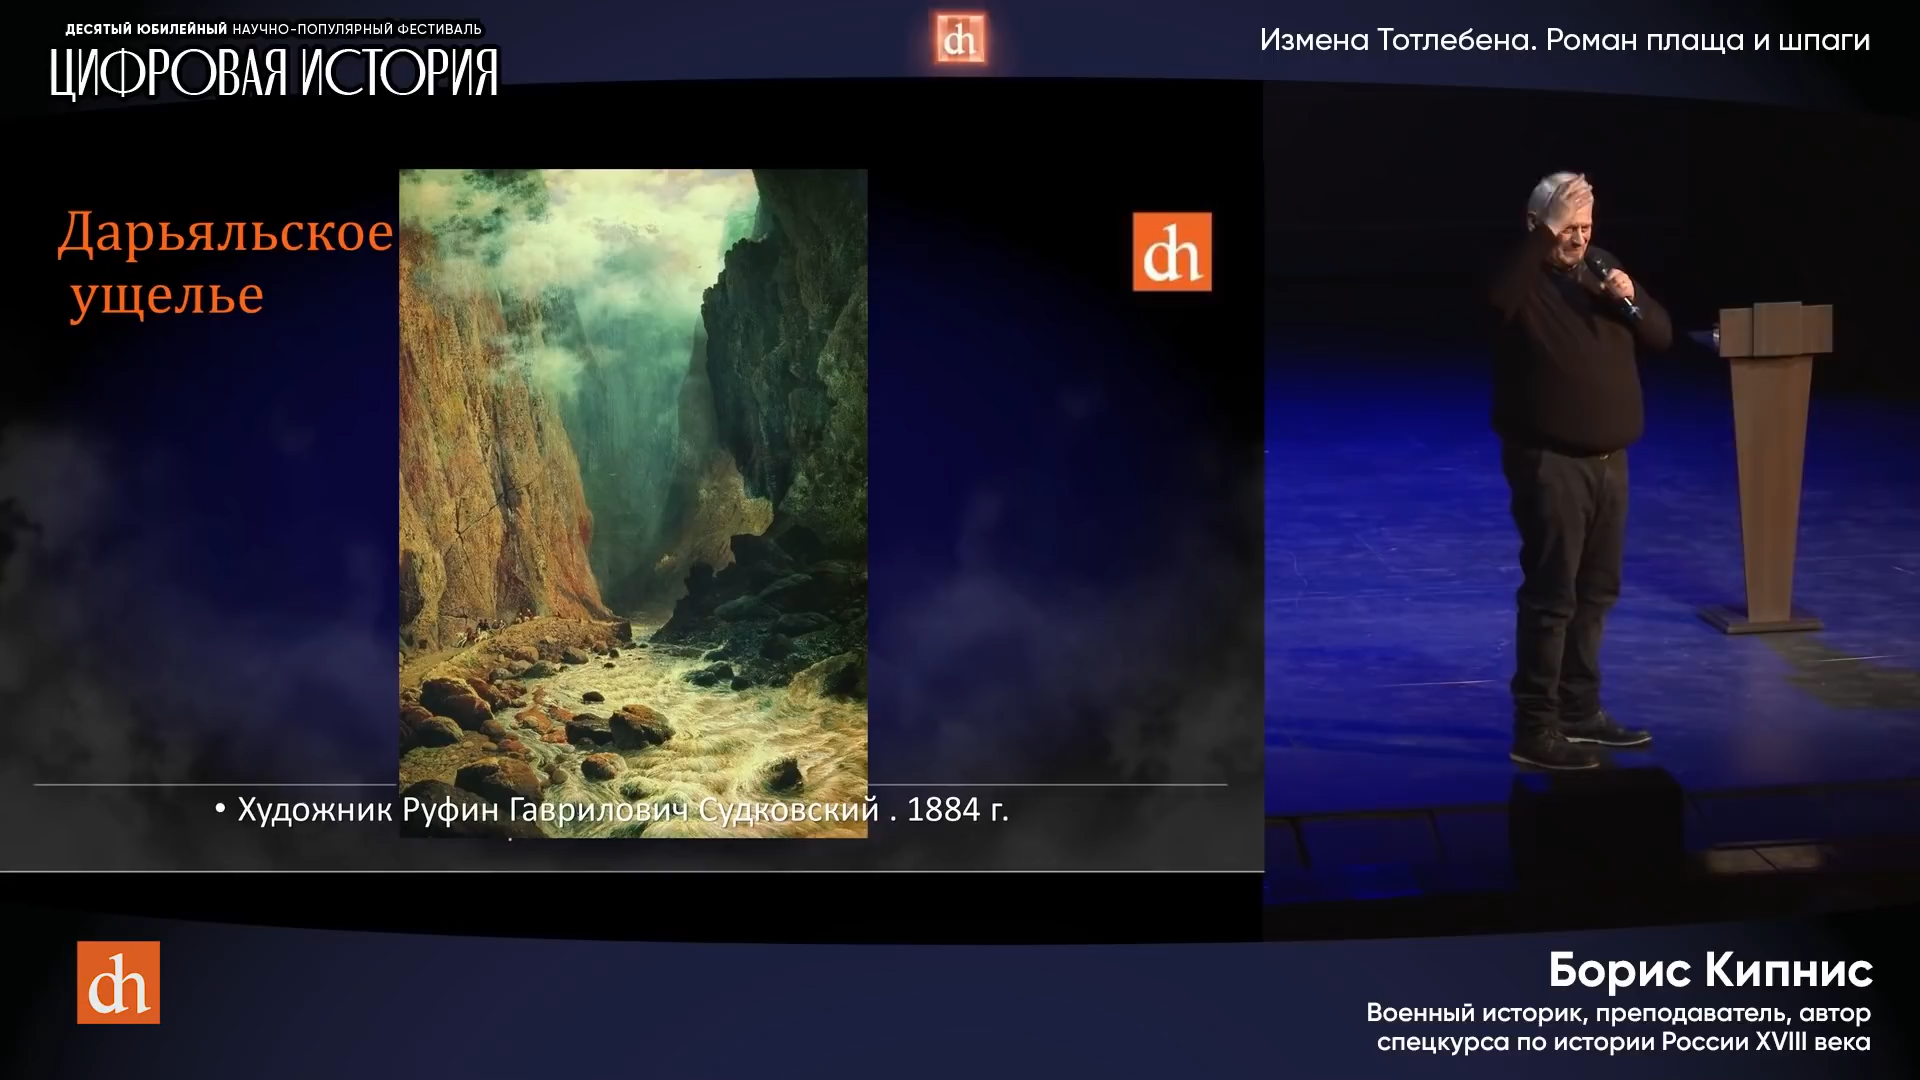 ДЕСЯТЫЙ ЮБИЛЕЙНЫЙ НАУЧНО-ПОПУЛЯРНЫЙ ФЕСТИВАЛЬ
ЦИФРОВАЯ ИСТОРИЯ
dh
Измена Тотлебена. Роман плаща и шпаги
Дарьяльское
ущелье
dh
• Художник Руфин Гаврилович Судковский . 1884 г.
dh
Борис Кипнис
Военный историк, преподаватель, автор
спецкурса по истории России XVIII века